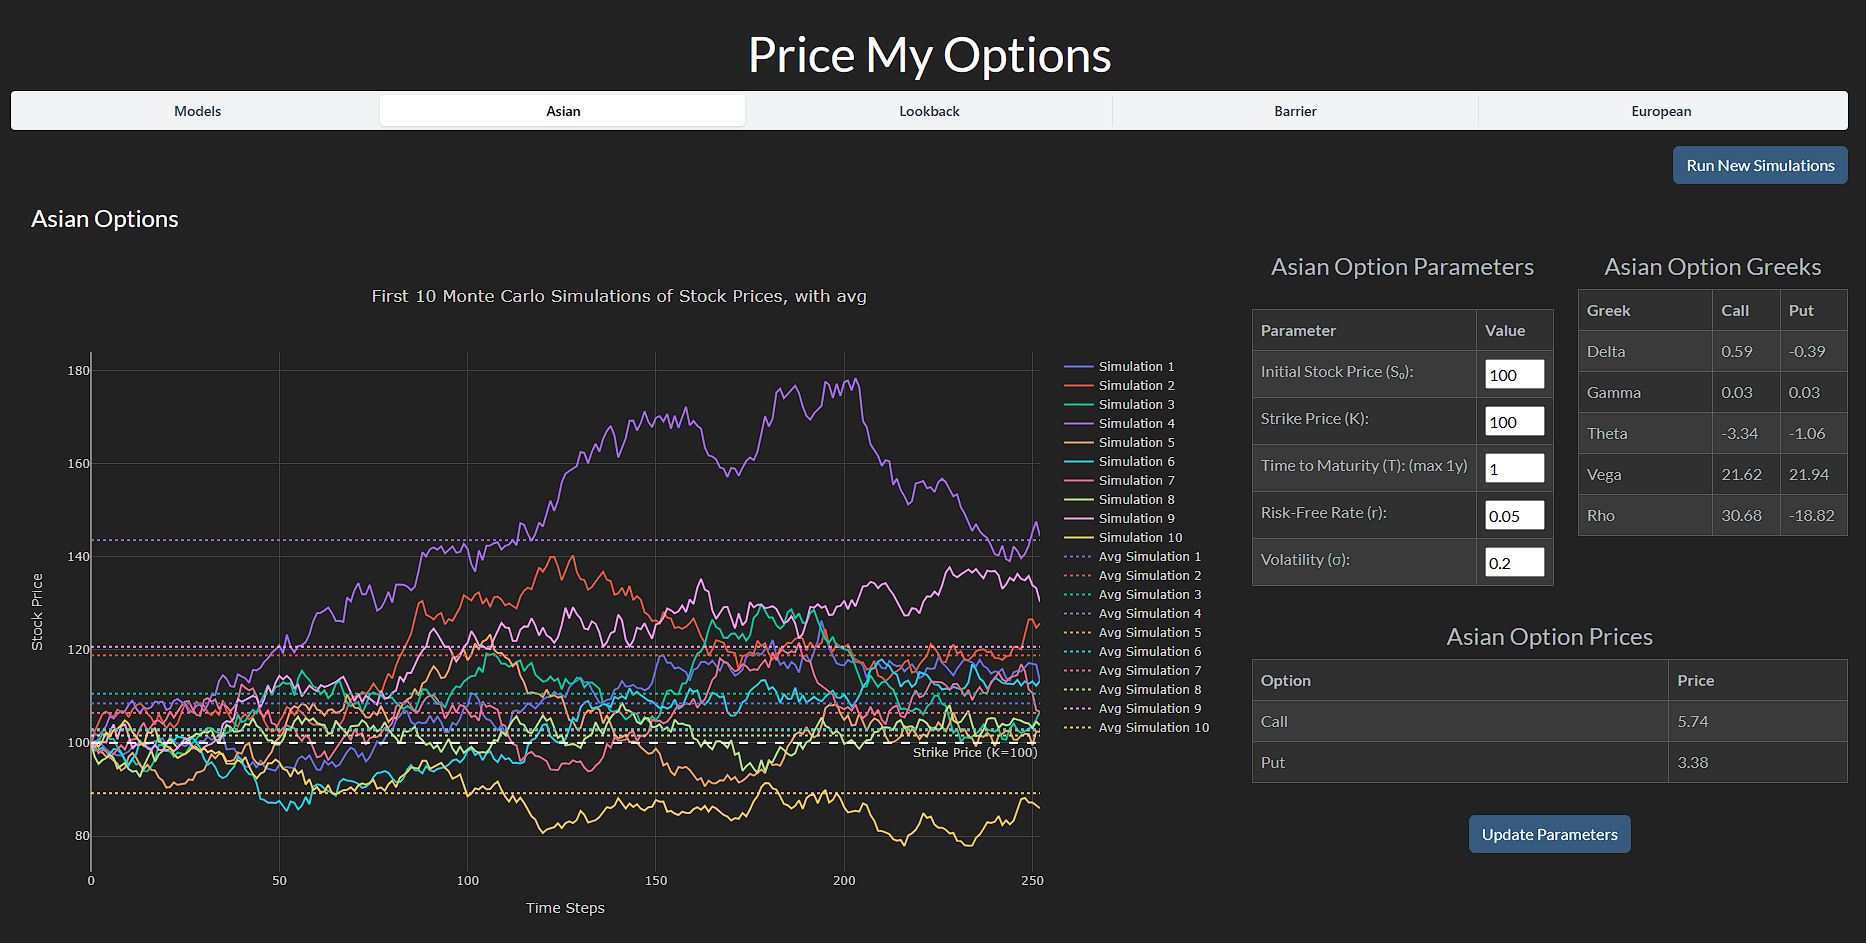 Price My Options
Models Asian Lookback Barrier European
Run New Simulations
Asian Options
First 10 Monte Carlo Simulations of Stock Prices, with avg
Stock Price
180
160
140
120
100
80
0 50 100 150 200 250
Time Steps
Strike Price (K=100)
Simulation 1
Simulation 2
Simulation 3
Simulation 4
Simulation 5
Simulation 6
Simulation 7
Simulation 8
Simulation 9
Simulation 10
Avg Simulation 1
Avg Simulation 2
Avg Simulation 3
Avg Simulation 4
Avg Simulation 5
Avg Simulation 6
Avg Simulation 7
Avg Simulation 8
Avg Simulation 9
Avg Simulation 10
Asian Option Parameters
Parameter Value
Initial Stock Price (S₀): 100
Strike Price (K): 100
Time to Maturity (T): (max 1y) 1
Risk-Free Rate (r): 0.05
Volatility (σ): 0.2
Asian Option Greeks
Greek Call Put
Delta 0.59 -0.39
Gamma 0.03 0.03
Theta -3.34 -1.06
Vega 21.62 21.94
Rho 30.68 -18.82
Asian Option Prices
Option Price
Call 5.74
Put 3.38
Update Parameters